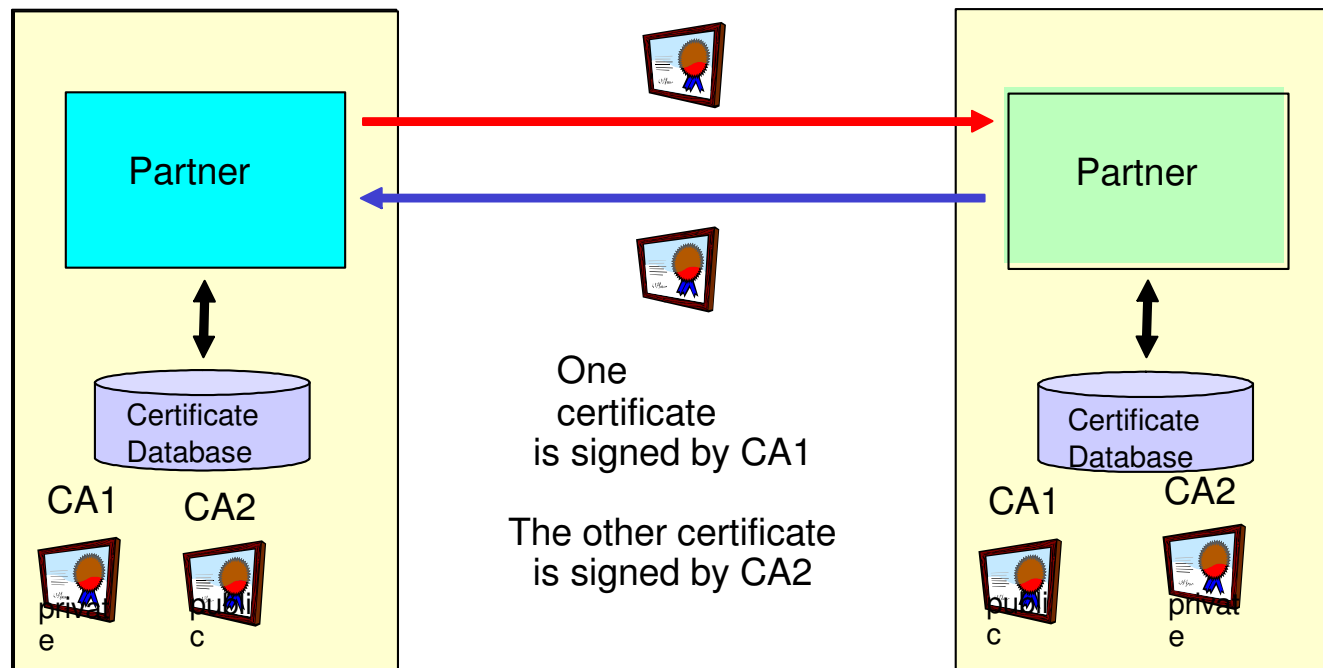 Partner
Certificate
Database
CA1
CA2
privat
e
publi
c
One
certificate
is signed by CA1
The other certificate
is signed by CA2
Partner
Certificate
Database
CA1
CA2
publi
c
privat
e